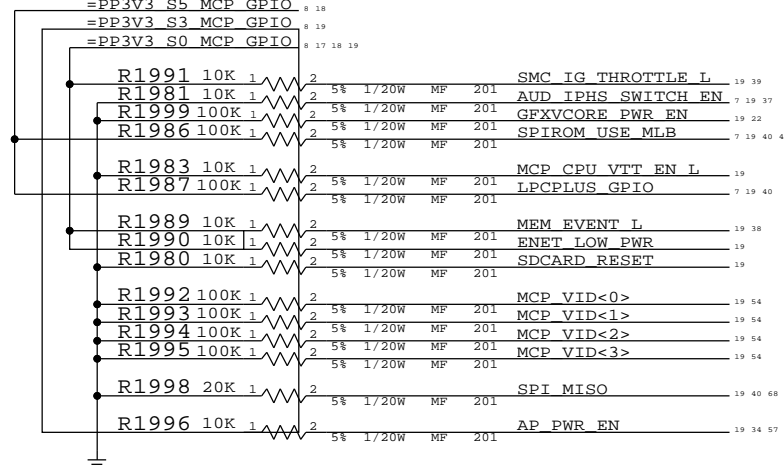 =PP3V3_S5_MCP_GPIO 8 18
=PP3V3_S3_MCP_GPIO 8 19
=PP3V3_S0_MCP_GPIO 8 17 18 19
R1991 10K 1 2 5% 1/20W MF 201 SMC_IG_THROTTLE_L 19 39
R1981 10K 1 2 5% 1/20W MF 201 AUD_IPHS_SWITCH_EN 7 19 37
R1999 100K 1 2 5% 1/20W MF 201 GFXVCORE_PWR_EN 19 22
R1986 100K 1 2 5% 1/20W MF 201 SPIROM_USE_MLB 7 19 40 4
R1983 10K 1 2 5% 1/20W MF 201 MCP_CPU_VTT_EN_L 19
R1987 100K 1 2 5% 1/20W MF 201 LPCPLUS_GPIO 7 19 40
R1989 10K 1 2 5% 1/20W MF 201 MEM_EVENT_L 19 38
R1990 10K 1 2 5% 1/20W MF 201 ENET_LOW_PWR 19
R1980 10K 1 2 5% 1/20W MF 201 SDCARD_RESET 19
R1992 100K 1 2 5% 1/20W MF 201 MCP_VID<0> 19 54
R1993 100K 1 2 5% 1/20W MF 201 MCP_VID<1> 19 54
R1994 100K 1 2 5% 1/20W MF 201 MCP_VID<2> 19 54
R1995 100K 1 2 5% 1/20W MF 201 MCP_VID<3> 19 54
R1998 20K 1 2 5% 1/20W MF 201 SPI_MISO 19 40 68
R1996 10K 1 2 5% 1/20W MF 201 AP_PWR_EN 19 34 57